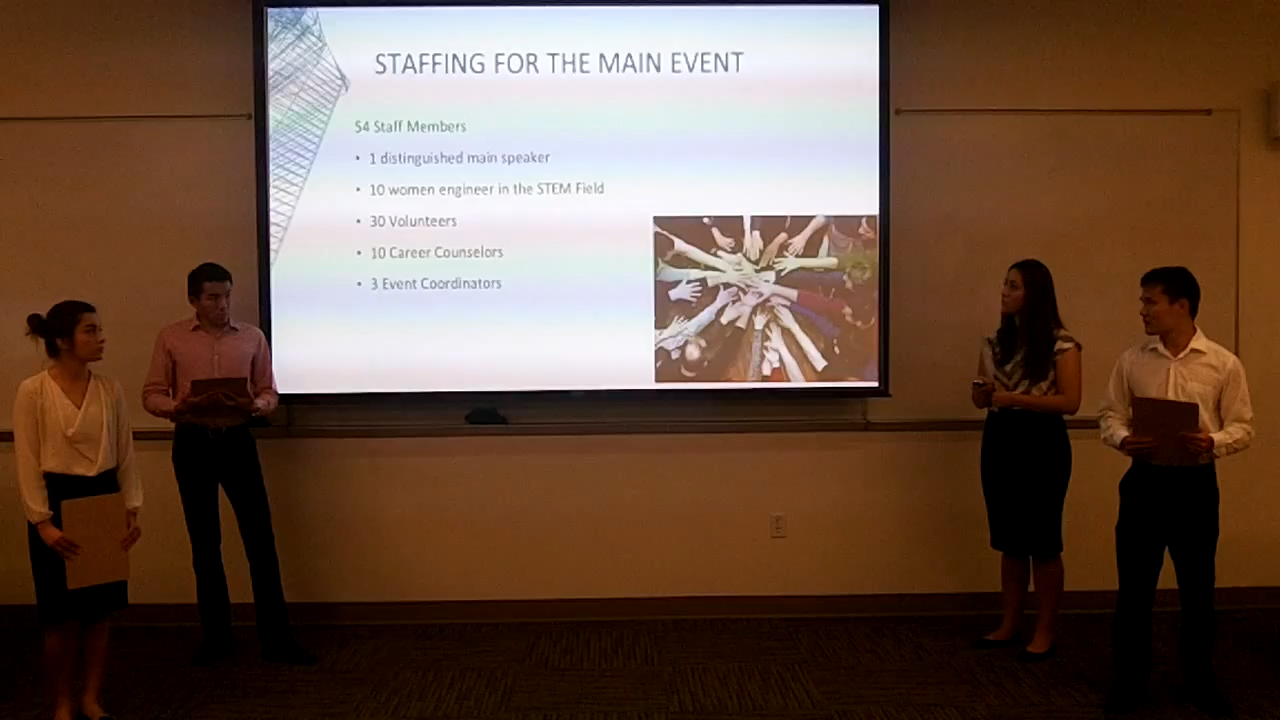 STAFFING FOR THE MAIN EVENT
54 Staff Members
• 1 distinguished main speaker
• 10 women engineer in the STEM Field
• 30 Volunteers
• 10 Career Counselors
• 3 Event Coordinators